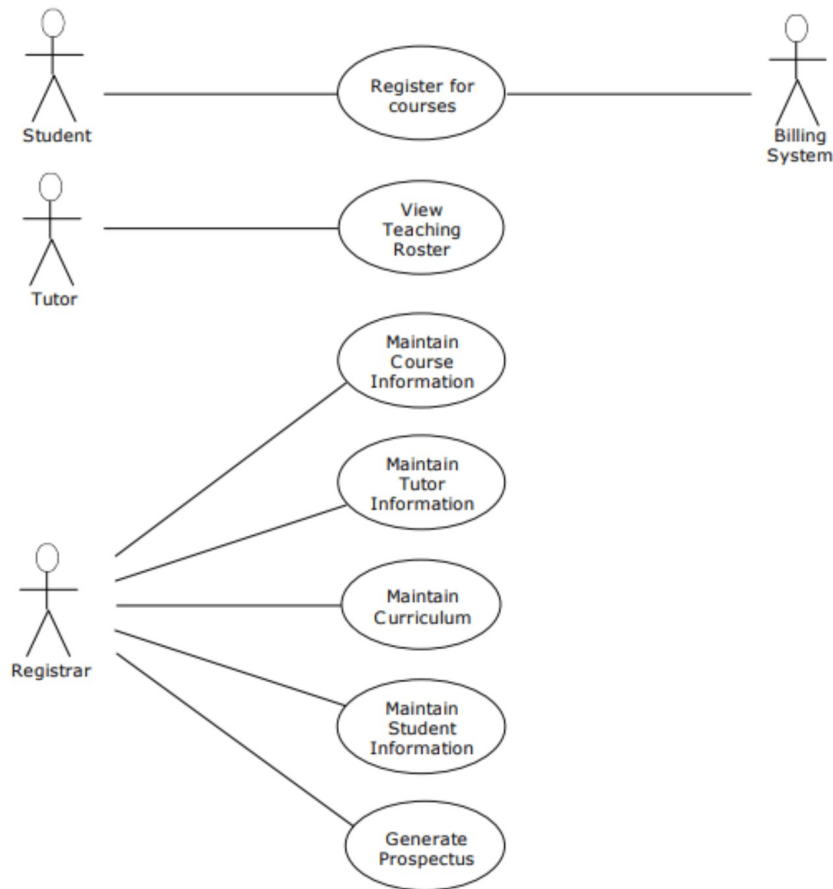 Register for
courses
Student
Billing
System
View
Teaching
Roster
Tutor
Maintain
Course
Information
Maintain
Tutor
Information
Maintain
Curriculum
Registrar
Maintain
Student
Information
Generate
Prospectus